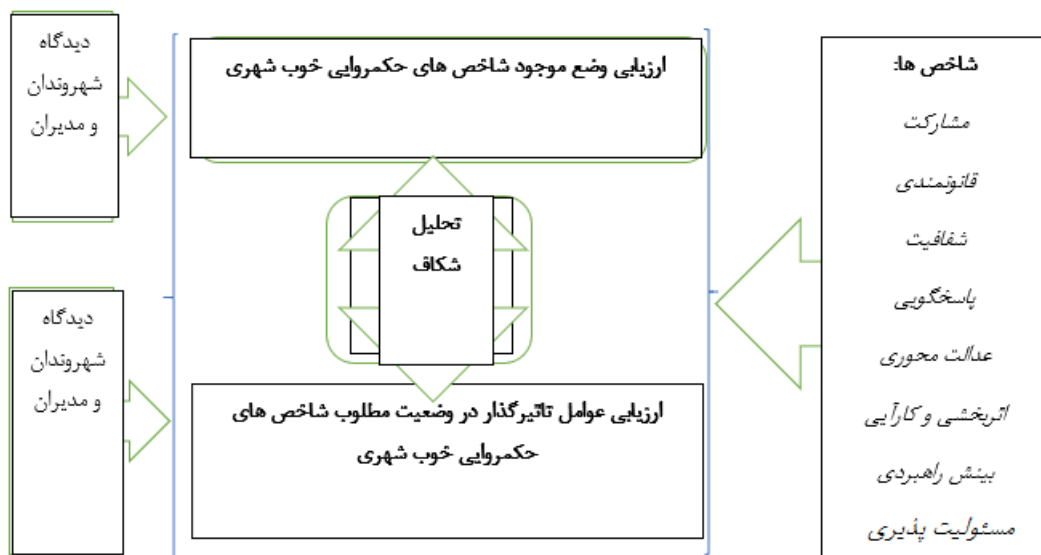 شاخص ها:
مشارکت
قانونمندی
شفافیت
پاسخگویی
عدالت محوری
اثربخشی و کارآیی
بینش راهبردی
مسئولیت پذیری
ارزیابی وضع موجود شاخص های حکمروایی خوب شهری
تحلیل
شکاف
ارزیابی عوامل تاثیرگذار در وضعیت مطلوب شاخص های
حکمروایی خوب شهری
دیدگاه
شهروندان
و مدیران
دیدگاه
شهروندان
و مدیران